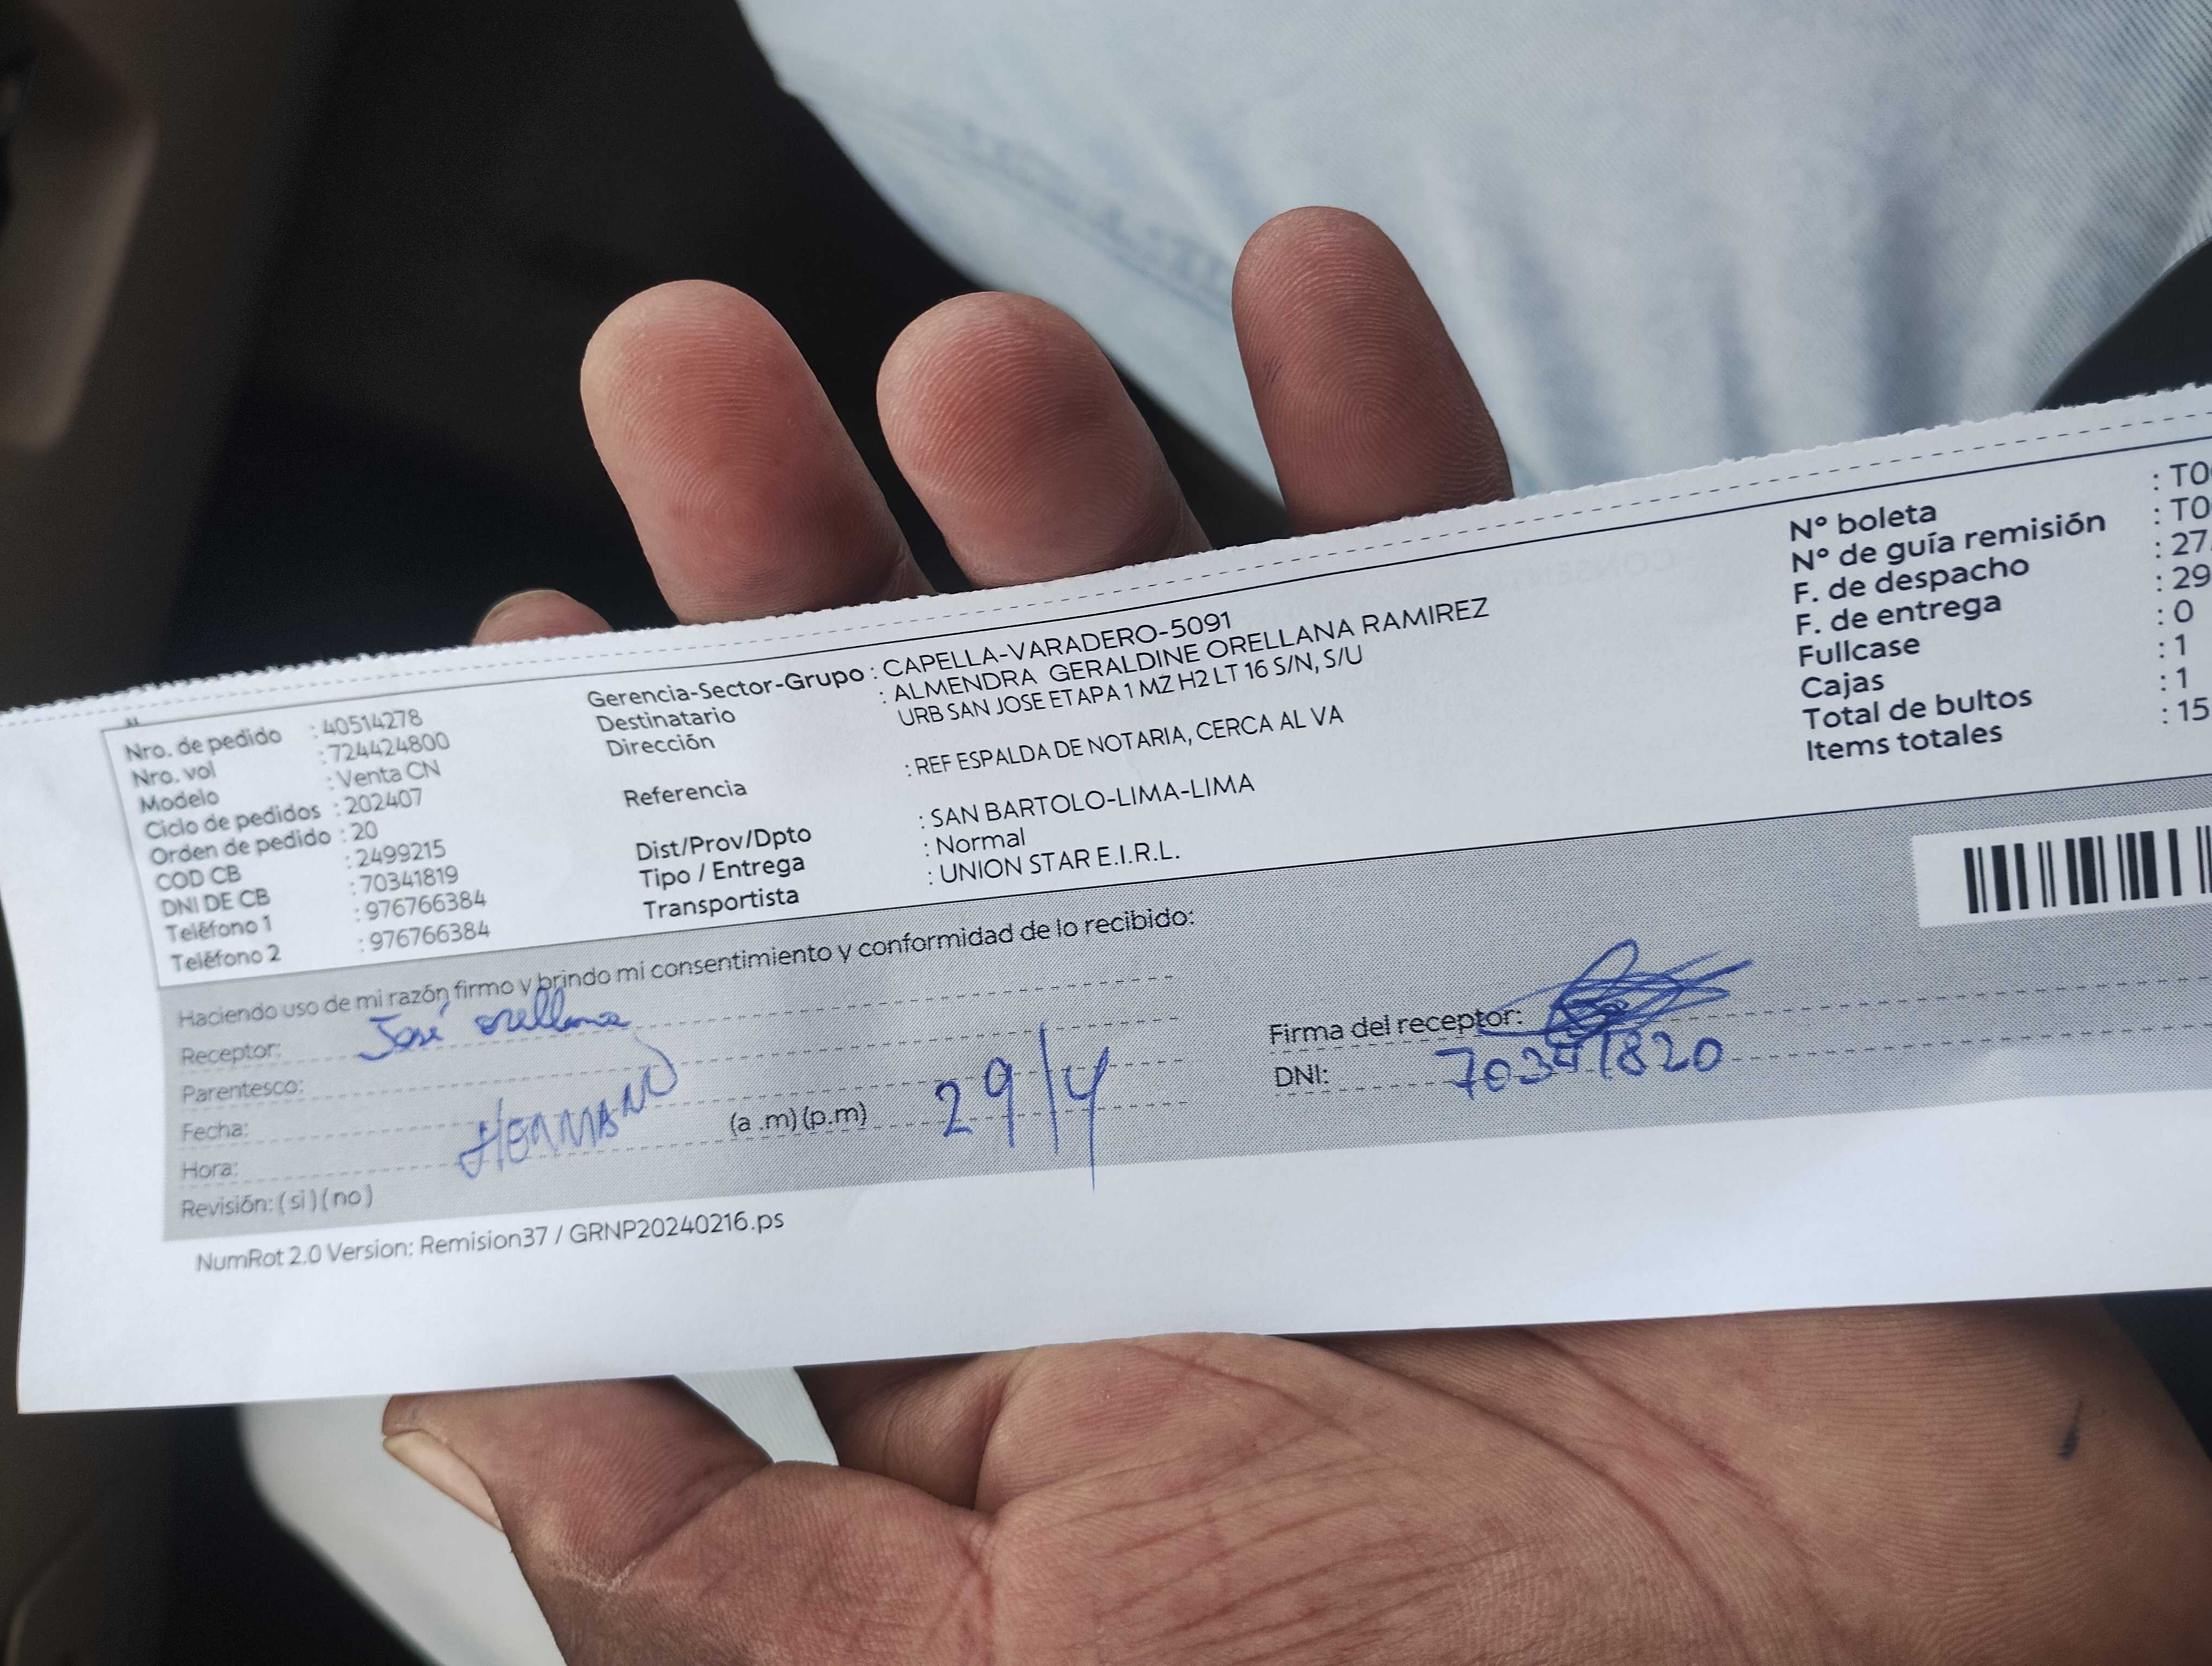 Nro. de pedido : 40514278
Nro. vol : 724424800
Modelo : Venta CN
Ciclo de pedidos : 202407
Orden de pedido : 20
COD CB : 2499215
DNI DE CB : 70341819
Teléfono 1 : 976766384
Teléfono 2 : 976766384
Gerencia-Sector-Grupo : CAPELLA-VARADERO-5091
Destinatario : ALMENDRA GERALDINE ORELLANA RAMIREZ
Dirección URB SAN JOSE ETAPA 1 MZ H2 LT 16 S/N, S/U
Referencia : REF ESPALDA DE NOTARIA, CERCA AL VA
Dist/Prov/Dpto : SAN BARTOLO-LIMA-LIMA
Tipo / Entrega : Normal
Transportista : UNION STAR E.I.R.L.
N° boleta : TO
N° de guía remisión : TO
F. de despacho : 27
F. de entrega : 29
Fullcase : 0
Cajas : 1
Total de bultos : 1
Items totales : 15
Haciendo uso de mi razón firmo y brindo mi consentimiento y conformidad de lo recibido:
Receptor: José orellana
Parentesco: HERMANO
Fecha: 29/4
Hora: (a .m) (p.m)
Revisión: ( si ) ( no )
Firma del receptor:
DNI: 70341820
NumRot 2.0 Version: Remision37 / GRNP20240216.ps